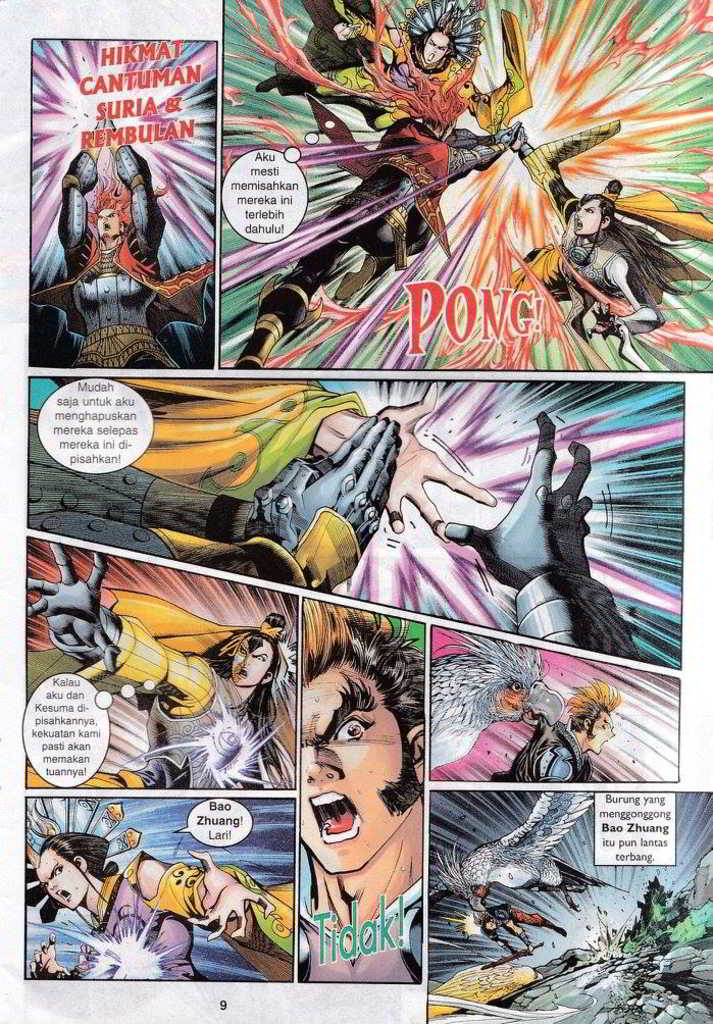 HIKMAT
CANTUMAN
SURIA &
REMBULAN
Aku
mesti
memisahkan
mereka ini
terlebih
dahulu!
PONG!
Mudah
saja untuk aku
menghapuskan
mereka selepas
mereka ini di-
pisahkan!
Kalau
aku dan
Kesuma di-
pisahkannya,
kekuatan kami
pasti akan
memakan
tuannya!
Bao
Zhuang!
Lari!
Tidak!
Burung yang
menggonggong
Bao Zhuang
itu pun lantas
terbang.
9